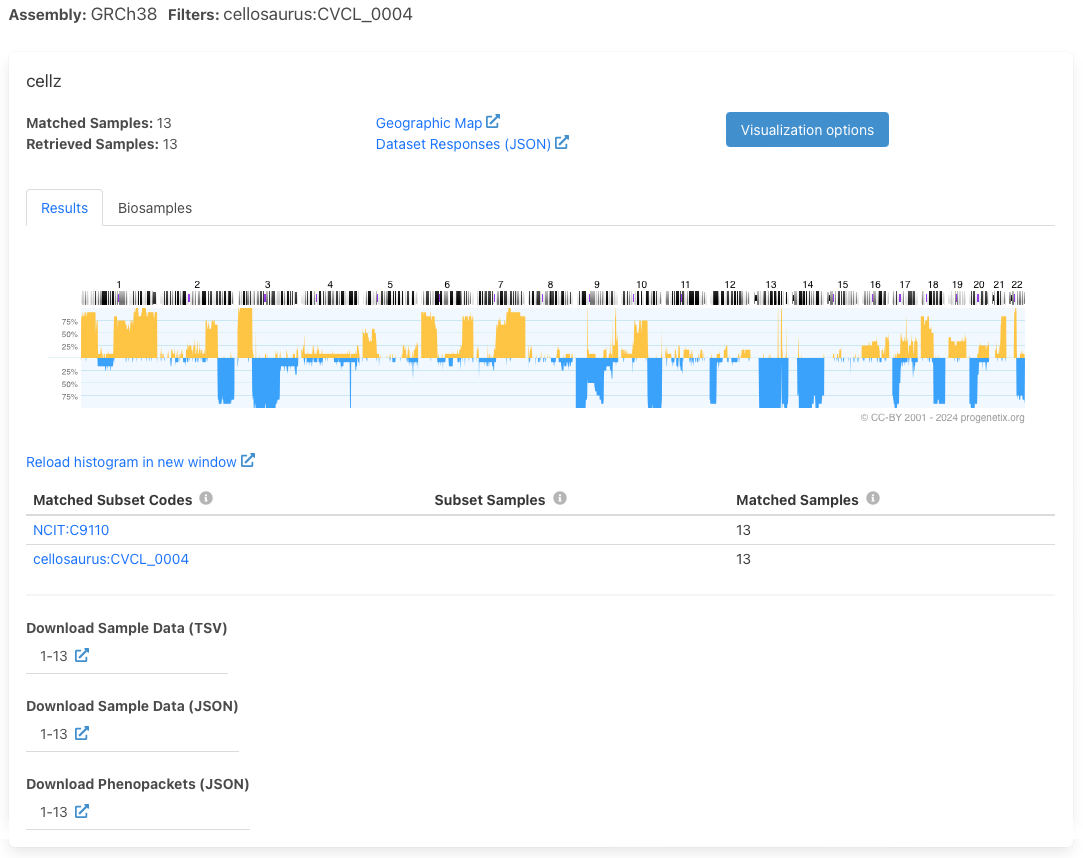 Assembly: GRCh38 Filters: cellosaurus:CVCL_0004
cellz
Matched Samples: 13
Retrieved Samples: 13
Geographic Map
Dataset Responses (JSON)
Visualization options
Results
Biosamples
1 2 3 4 5 6 7 8 9 10 11 12 13 14 15 16 17 18 19 20 21 22
75%
50%
25%
25%
50%
75%
© CC-BY 2001 - 2024 progenetix.org
Reload histogram in new window
Matched Subset Codes Subset Samples Matched Samples
NCIT:C9110 13
cellosaurus:CVCL_0004 13
Download Sample Data (TSV)
1-13
Download Sample Data (JSON)
1-13
Download Phenopackets (JSON)
1-13